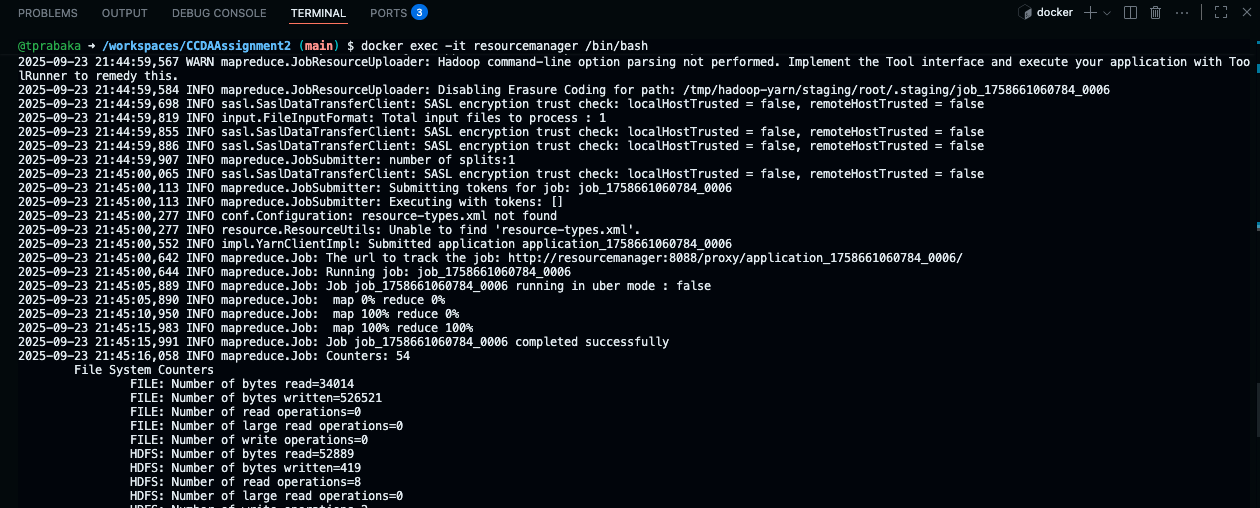 PROBLEMS OUTPUT DEBUG CONSOLE TERMINAL PORTS 3 docker
@tprabaka → /workspaces/CCDAAssignment2 (main) $ docker exec -it resourcemanager /bin/bash
2025-09-23 21:44:59,567 WARN mapreduce.JobResourceUploader: Hadoop command-line option parsing not performed. Implement the Tool interface and execute your application with Too
lRunner to remedy this.
2025-09-23 21:44:59,584 INFO mapreduce.JobResourceUploader: Disabling Erasure Coding for path: /tmp/hadoop-yarn/staging/root/.staging/job_1758661060784_0006
2025-09-23 21:44:59,698 INFO sasl.SaslDataTransferClient: SASL encryption trust check: localHostTrusted = false, remoteHostTrusted = false
2025-09-23 21:44:59,819 INFO input.FileInputFormat: Total input files to process : 1
2025-09-23 21:44:59,855 INFO sasl.SaslDataTransferClient: SASL encryption trust check: localHostTrusted = false, remoteHostTrusted = false
2025-09-23 21:44:59,886 INFO sasl.SaslDataTransferClient: SASL encryption trust check: localHostTrusted = false, remoteHostTrusted = false
2025-09-23 21:44:59,907 INFO mapreduce.JobSubmitter: number of splits:1
2025-09-23 21:45:00,065 INFO sasl.SaslDataTransferClient: SASL encryption trust check: localHostTrusted = false, remoteHostTrusted = false
2025-09-23 21:45:00,113 INFO mapreduce.JobSubmitter: Submitting tokens for job: job_1758661060784_0006
2025-09-23 21:45:00,113 INFO mapreduce.JobSubmitter: Executing with tokens: []
2025-09-23 21:45:00,277 INFO conf.Configuration: resource-types.xml not found
2025-09-23 21:45:00,277 INFO resource.ResourceUtils: Unable to find 'resource-types.xml'.
2025-09-23 21:45:00,552 INFO impl.YarnClientImpl: Submitted application application_1758661060784_0006
2025-09-23 21:45:00,642 INFO mapreduce.Job: The url to track the job: http://resourcemanager:8088/proxy/application_1758661060784_0006/
2025-09-23 21:45:00,644 INFO mapreduce.Job: Running job: job_1758661060784_0006
2025-09-23 21:45:05,889 INFO mapreduce.Job: Job job_1758661060784_0006 running in uber mode : false
2025-09-23 21:45:05,890 INFO mapreduce.Job:  map 0% reduce 0%
2025-09-23 21:45:10,950 INFO mapreduce.Job:  map 100% reduce 0%
2025-09-23 21:45:15,983 INFO mapreduce.Job:  map 100% reduce 100%
2025-09-23 21:45:15,991 INFO mapreduce.Job: Job job_1758661060784_0006 completed successfully
2025-09-23 21:45:16,058 INFO mapreduce.Job: Counters: 54
File System Counters
FILE: Number of bytes read=34014
FILE: Number of bytes written=526521
FILE: Number of read operations=0
FILE: Number of large read operations=0
FILE: Number of write operations=0
HDFS: Number of bytes read=52889
HDFS: Number of bytes written=419
HDFS: Number of read operations=8
HDFS: Number of large read operations=0